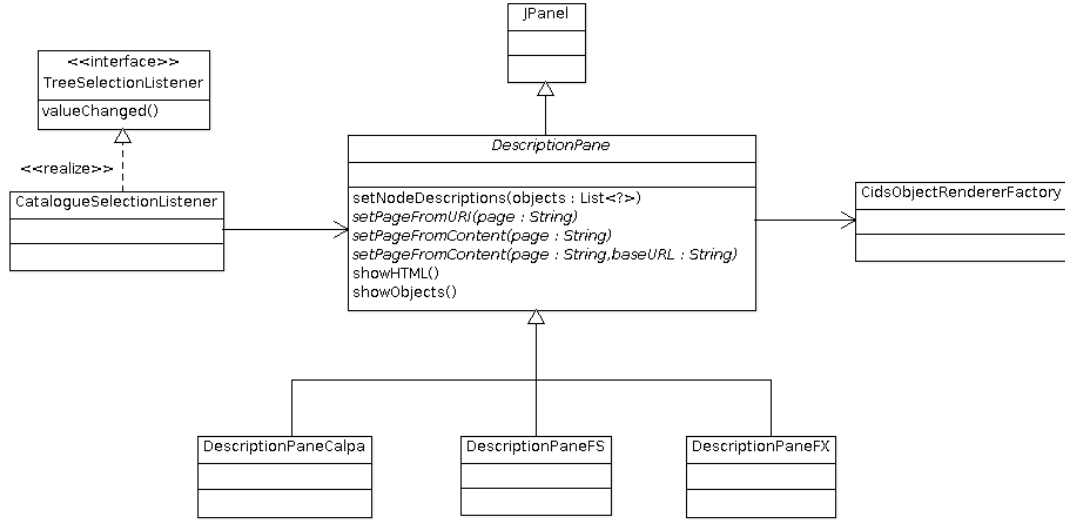 JPanel
<<interface>>
TreeSelectionListener
valueChanged()
<<realize>>
CatalogueSelectionListener
DescriptionPane
setNodeDescriptions(objects : List<?>)
setPageFromURI(page : String)
setPageFromContent(page : String)
setPageFromContent(page : String,baseURL : String)
showHTML()
showObjects()
CidsObjectRendererFactory
DescriptionPaneCalpa
DescriptionPaneFS
DescriptionPaneFX